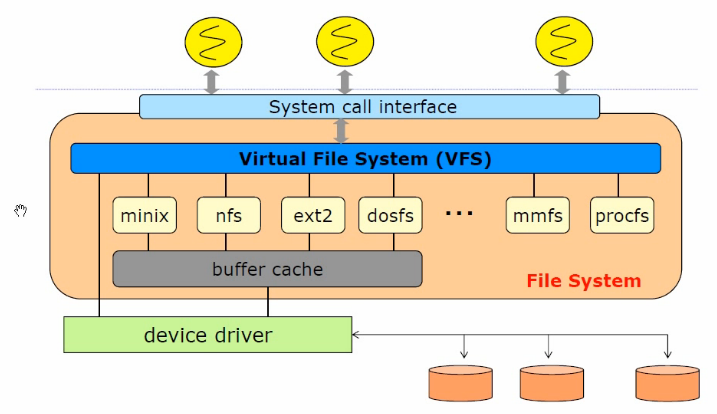 System call interface
Virtual File System (VFS)
minix nfs ext2 dosfs ... mmfs procfs
buffer cache
File System
device driver